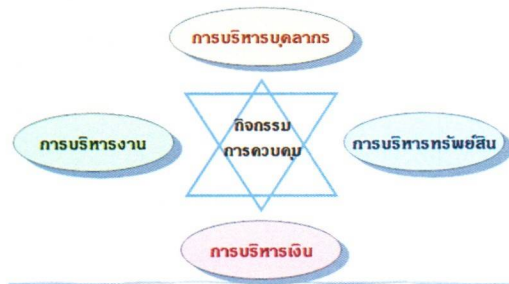 การบริหารบุคลากร
กิจกรรม
การบริหารงาน
การควบคุม
การบริหารทรัพย์สิน
การบริหารเงิน